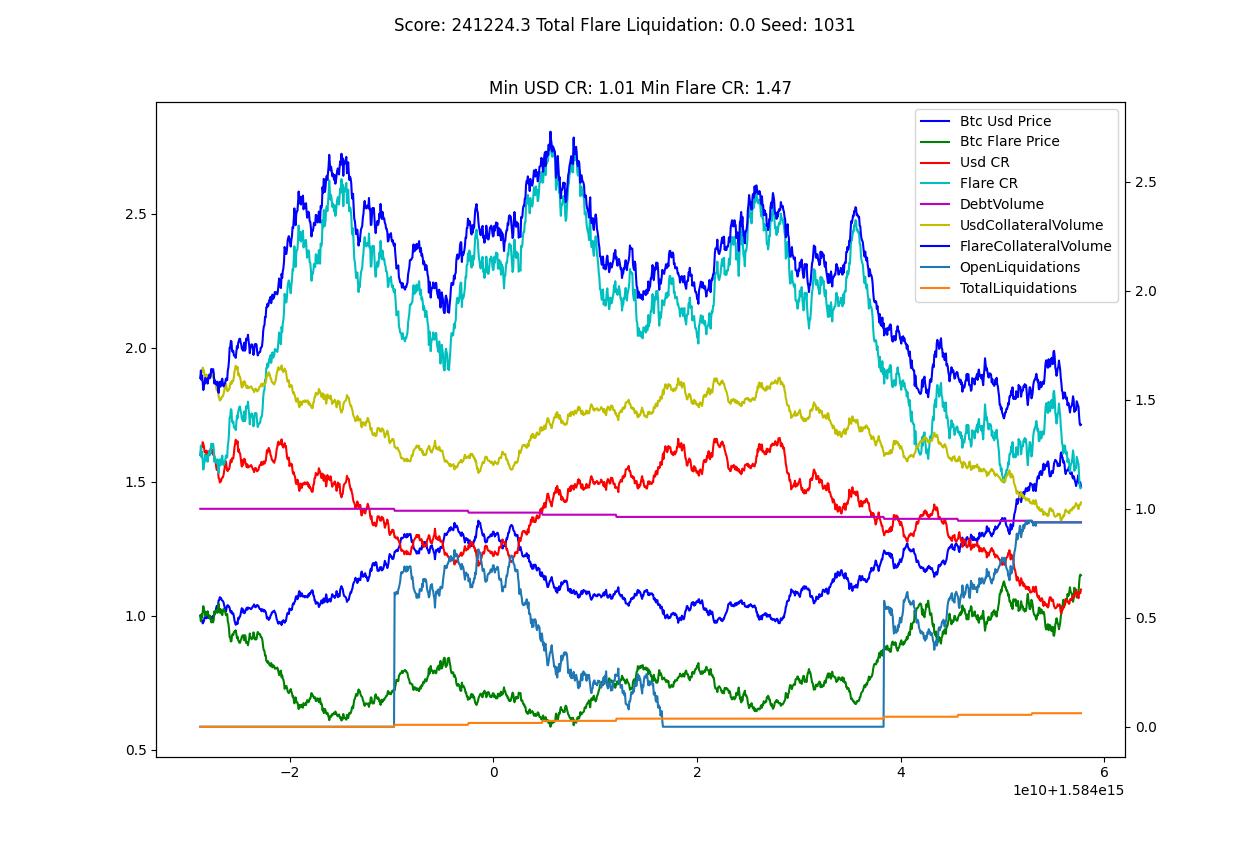 Score: 241224.3 Total Flare Liquidation: 0.0 Seed: 1031
Min USD CR: 1.01 Min Flare CR: 1.47
Btc Usd Price
Btc Flare Price
Usd CR
Flare CR
DebtVolume
UsdCollateralVolume
FlareCollateralVolume
OpenLiquidations
TotalLiquidations
2.5
2.0
1.5
1.0
0.5
2.5
2.0
1.5
1.0
0.5
0.0
−2 0 2 4 6
1e10+1.584e15